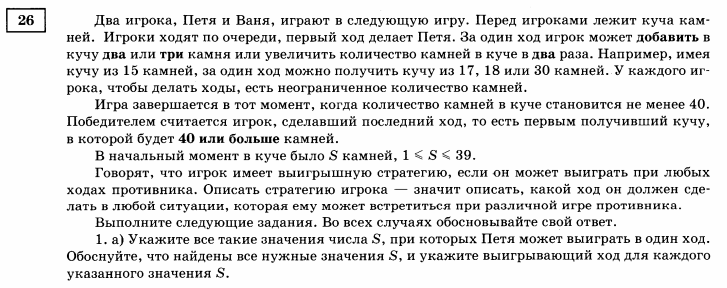 26
Два игрока, Петя и Ваня, играют в следующую игру. Перед игроками лежит куча кам-
ней. Игроки ходят по очереди, первый ход делает Петя. За один ход игрок может добавить в
кучу два или три камня или увеличить количество камней в куче в два раза. Например, имея
кучу из 15 камней, за один ход можно получить кучу из 17, 18 или 30 камней. У каждого иг-
рока, чтобы делать ходы, есть неограниченное количество камней.
Игра завершается в тот момент, когда количество камней в куче становится не менее 40.
Победителем считается игрок, сделавший последний ход, то есть первым получивший кучу,
в которой будет 40 или больше камней.
В начальный момент в куче было S камней, 1 ⩽ S ⩽ 39.
Говорят, что игрок имеет выигрышную стратегию, если он может выиграть при любых
ходах противника. Описать стратегию игрока — значит описать, какой ход он должен сде-
лать в любой ситуации, которая ему может встретиться при различной игре противника.
Выполните следующие задания. Во всех случаях обосновывайте свой ответ.
1. а) Укажите все такие значения числа S, при которых Петя может выиграть в один ход.
Обоснуйте, что найдены все нужные значения S, и укажите выигрывающий ход для каждого
указанного значения S.